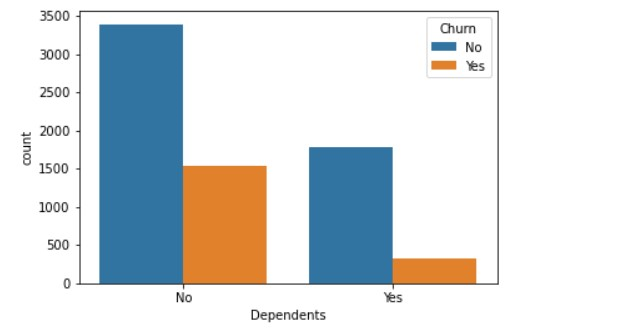 3500
3000
2500
2000
1500
1000
500
0
count
No
Yes
Dependents
Churn
No
Yes